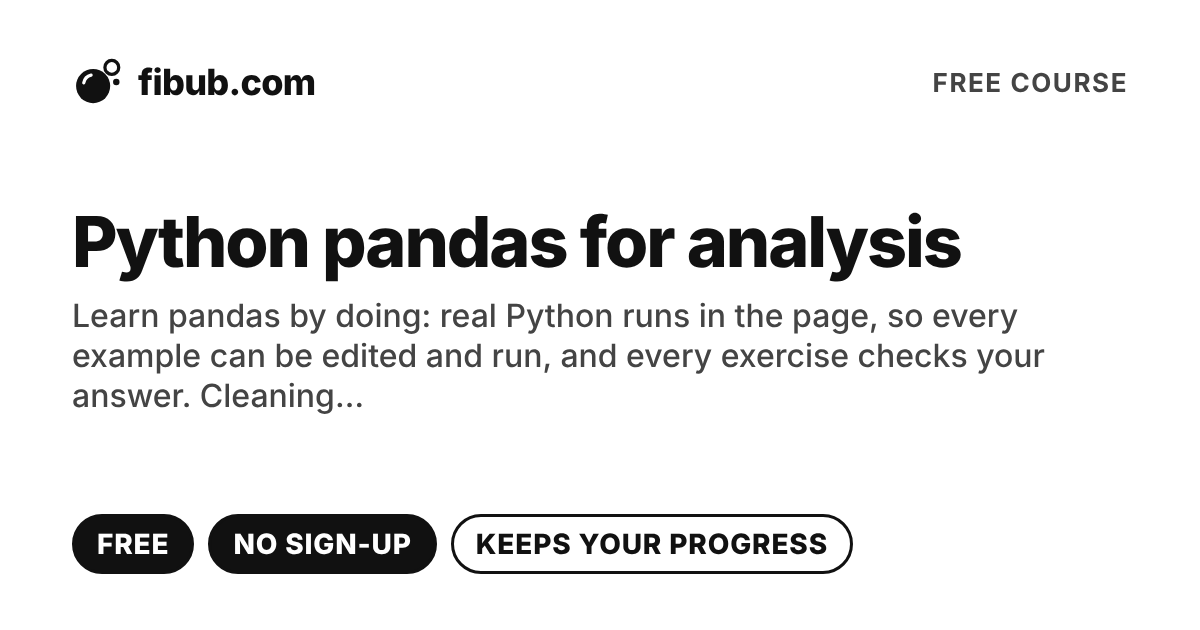 fibub.com
FREE COURSE
Python pandas for analysis
Learn pandas by doing: real Python runs in the page, so every
example can be edited and run, and every exercise checks your
answer. Cleaning...
FREE
NO SIGN-UP
KEEPS YOUR PROGRESS